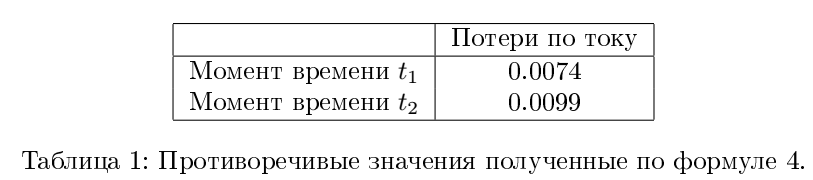 Потери по току
Момент времени t₁ 0.0074
Момент времени t₂ 0.0099
Таблица 1: Противоречивые значения полученные по формуле 4.